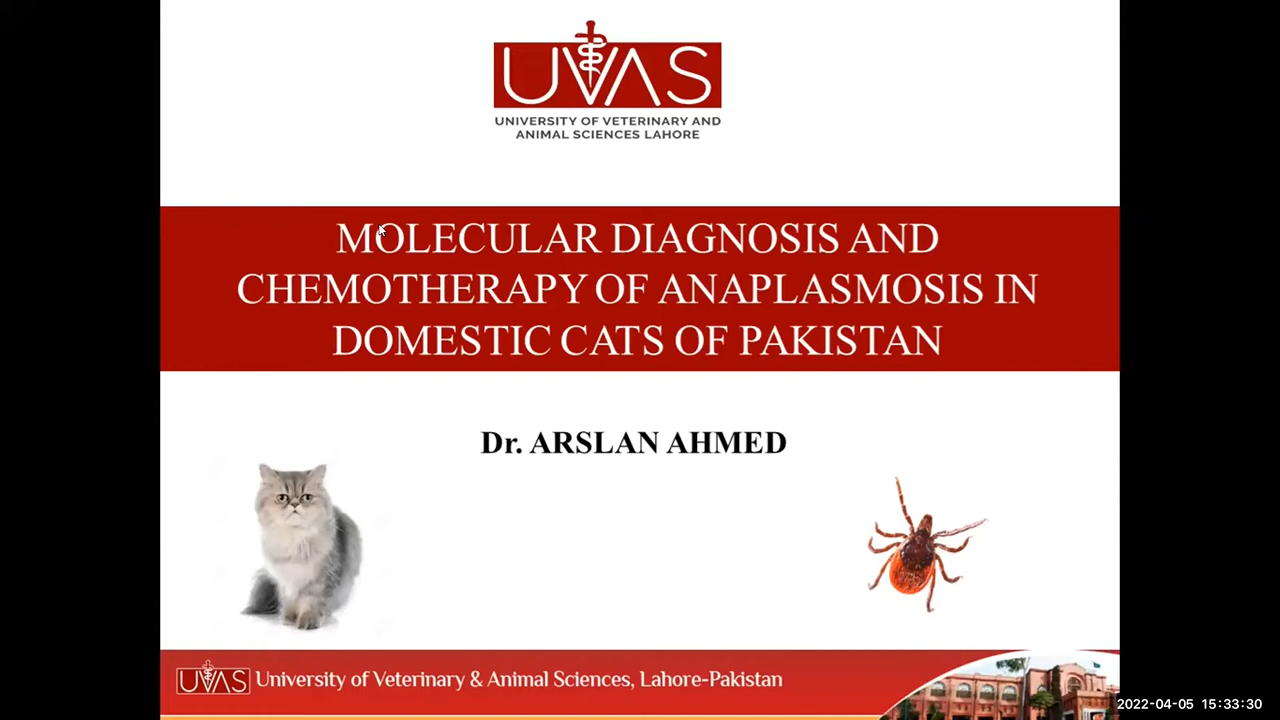 UVAS
UNIVERSITY OF VETERINARY AND
ANIMAL SCIENCES LAHORE
MOLECULAR DIAGNOSIS AND
CHEMOTHERAPY OF ANAPLASMOSIS IN
DOMESTIC CATS OF PAKISTAN
Dr. ARSLAN AHMED
UVAS University of Veterinary & Animal Sciences, Lahore-Pakistan
2022-04-05 15:33:30